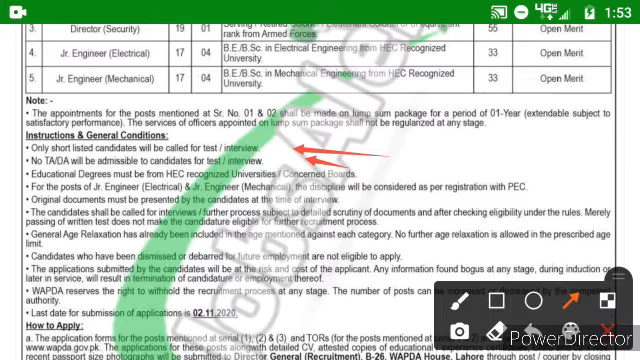 4G 1:53
Serving / Retired Colonel / Lieutenant Colonel or of equivalent
3. Director (Security) 19 01 rank from Armed Forces. 55 Open Merit
4. Jr. Engineer (Electrical) 17 04 B.E./B.Sc. in Electrical Engineering from HEC Recognized University. 33 Open Merit
5. Jr. Engineer (Mechanical) 17 04 B.E./B.Sc. in Mechanical Engineering from HEC Recognized University. 33 Open Merit
Note: -
• The appointments for the posts mentioned at Sr. No. 01 & 02 shall be made on lump sum package for a period of 01-Year (extendable subject to
satisfactory performance). The services of officers appointed on lump sum package shall not be regularized at any stage.
Instructions & General Conditions:
• Only short listed candidates will be called for test / interview.
• No TA/DA will be admissible to candidates for test / interview.
• Educational Degrees must be from HEC recognized Universities / Concerned Boards.
• For the posts of Jr. Engineer (Electrical) & Jr. Engineer (Mechanical), the discipline will be considered as per registration with PEC.
• Original documents must be presented by the candidates at the time of interview.
• The candidates shall be called for interviews / further process subject to detailed scrutiny of documents and after checking eligibility under the rules. Merely
passing of written test does not make the candidature eligible for further recruitment process.
• General Age Relaxation has already been included in the age mentioned against each category. No further age relaxation is allowed in the prescribed age
limit.
• Candidates who have been dismissed or debarred for future employment are not eligible to apply.
• The applications submitted by the candidates will be at the risk and cost of the applicant. Any information found bogus at any stage, during induction or
later in service, will result in termination of candidature or employment thereof.
• WAPDA reserves the right to withhold the recruitment process at any stage. The number of posts can be
authority.
• Last date for submission of applications is 02.11.2020.
How to Apply:
a. The application forms for the posts mentioned at serial (1), (2) & (3) and TORs (for the posts mentioned at
www.wapda.gov.pk. The applications for these posts alongwith detailed CV, attested copies of educational
recent passport size photographs will be submitted to Director General (Recruitment), B-26, WAPDA House, Lahore through post / courier by close
PowerDirector